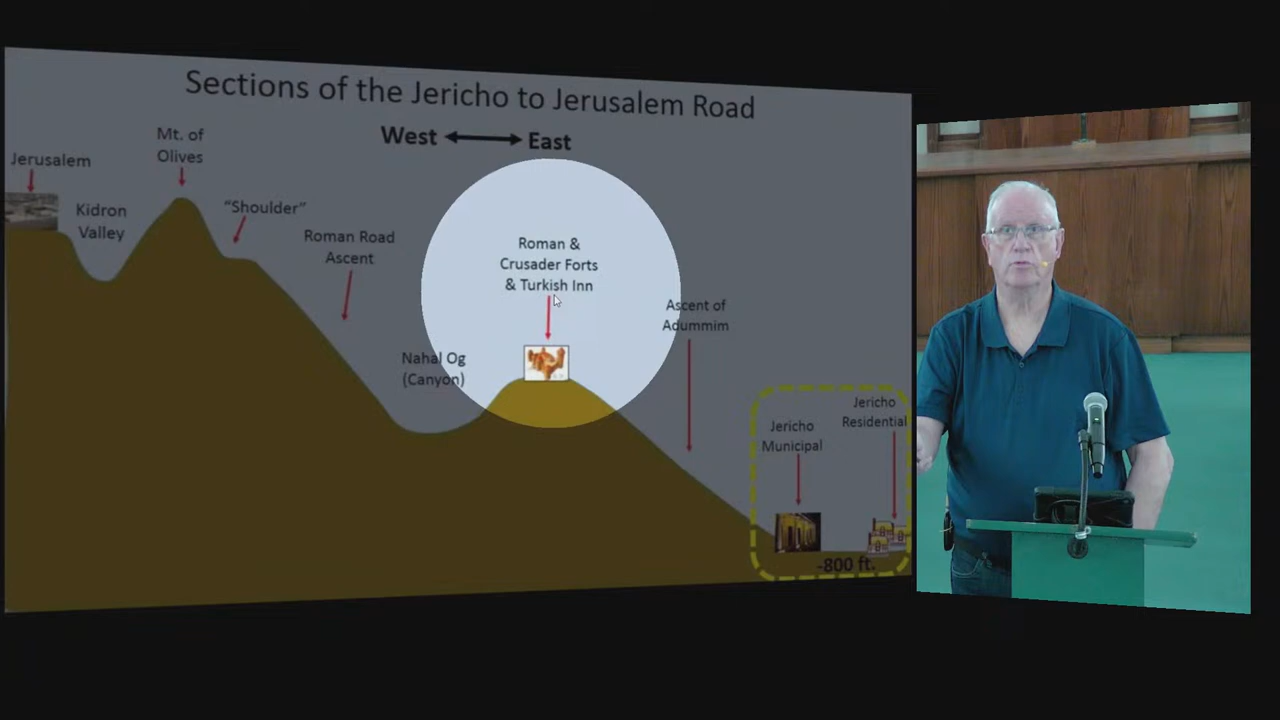 Sections of the Jericho to Jerusalem Road
West East
Mt. of
Olives
Jerusalem
Kidron
Valley
“Shoulder”
Roman Road
Ascent
Roman &
Crusader Forts
& Turkish Inn
Nahal Og
(Canyon)
Ascent of
Adummim
Jericho
Municipal
Jericho
Residential
-800 ft.